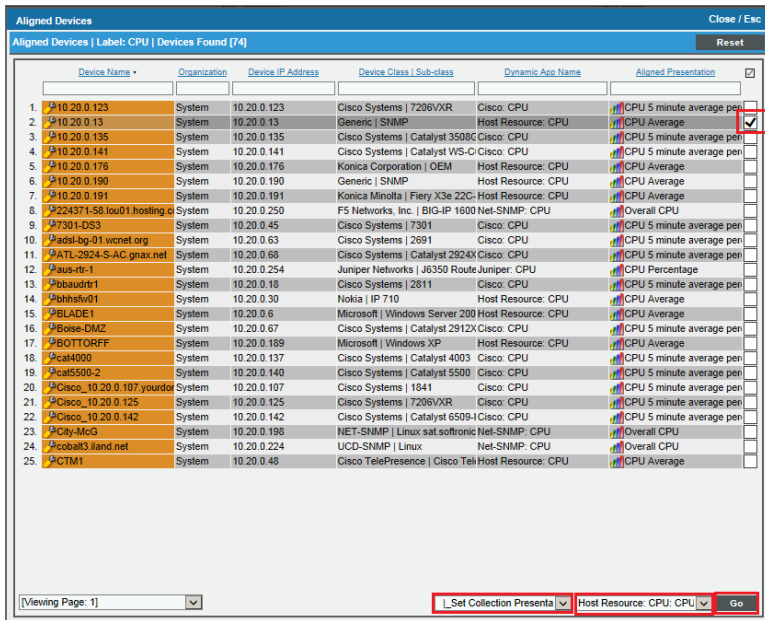 Aligned Devices Close / Esc
Aligned Devices | Label: CPU | Devices Found [74] Reset
Device Name • Organization Device IP Address Device Class | Sub-class Dynamic App Name Aligned Presentation
1. 10.20.0.123 System 10.20.0.123 Cisco Systems | 7206VXR Cisco: CPU CPU 5 minute average per
2. 10.20.0.13 System 10.20.0.13 Generic | SNMP Host Resource: CPU CPU Average
3. 10.20.0.135 System 10.20.0.135 Cisco Systems | Catalyst 3508G Cisco: CPU CPU 5 minute average per
4. 10.20.0.141 System 10.20.0.141 Cisco Systems | Catalyst WS-C Cisco: CPU CPU 5 minute average per
5. 10.20.0.176 System 10.20.0.176 Konica Corporation | OEM Host Resource: CPU CPU Average
6. 10.20.0.190 System 10.20.0.190 Generic | SNMP Host Resource: CPU CPU Average
7. 10.20.0.191 System 10.20.0.191 Konica Minolta | Fiery X3e 22C- Host Resource: CPU CPU Average
8. 224371-58.lou01.hosting.c System 10.20.0.250 F5 Networks, Inc. | BIG-IP 1600 Net-SNMP: CPU Overall CPU
9. 7301-DS3 System 10.20.0.45 Cisco Systems | 7301 Cisco: CPU CPU 5 minute average per
10. adsl-bg-01.wcnet.org System 10.20.0.63 Cisco Systems | 2691 Cisco: CPU CPU 5 minute average per
11. ATL-2924-S-AC.gnax.net System 10.20.0.68 Cisco Systems | Catalyst 2924X Cisco: CPU CPU 5 minute average per
12. aus-rtr-1 System 10.20.0.254 Juniper Networks | J6350 Route Juniper: CPU CPU Percentage
13. bbaudrtr1 System 10.20.0.18 Cisco Systems | 2811 Cisco: CPU CPU 5 minute average per
14. bhhsfw01 System 10.20.0.30 Nokia | IP 710 Host Resource: CPU CPU Average
15. BLADE1 System 10.20.0.6 Microsoft | Windows Server 200 Host Resource: CPU CPU Average
16. Boise-DMZ System 10.20.0.67 Cisco Systems | Catalyst 2912X Cisco: CPU CPU 5 minute average per
17. BOTTORFF System 10.20.0.189 Microsoft | Windows XP Host Resource: CPU CPU Average
18. cat4000 System 10.20.0.137 Cisco Systems | Catalyst 4003 Cisco: CPU CPU 5 minute average per
19. cat5500-2 System 10.20.0.140 Cisco Systems | Catalyst 5500 Cisco: CPU CPU 5 minute average per
20. Cisco_10.20.0.107.yourdor System 10.20.0.107 Cisco Systems | 1841 Cisco: CPU CPU 5 minute average per
21. Cisco_10.20.0.125 System 10.20.0.125 Cisco Systems | 7206VXR Cisco: CPU CPU 5 minute average per
22. Cisco_10.20.0.142 System 10.20.0.142 Cisco Systems | Catalyst 6509-I Cisco: CPU CPU 5 minute average per
23. City-McG System 10.20.0.198 NET-SNMP | Linux sat.softronic Net-SNMP: CPU Overall CPU
24. cobalt3.iland.net System 10.20.0.224 UCD-SNMP | Linux Net-SNMP: CPU Overall CPU
25. CTM1 System 10.20.0.48 Cisco TelePresence | Cisco Tel Host Resource: CPU CPU Average
[Viewing Page: 1] |_Set Collection Presenta Host Resource: CPU: CPU Go